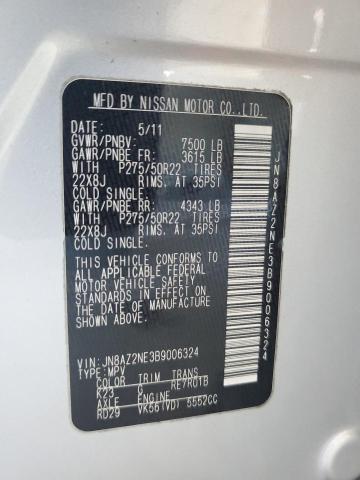 MFD BY NISSAN MOTOR CO.,LTD.
DATE: 5/11
GVWR/PNBV: 7500 LB
GAWR/PNBE FR: 3615 LB
WITH P275/50R22 TIRES
22X8J RIMS. AT 35PSI
COLD SINGLE.
GAWR/PNBE RR: 4343 LB
WITH P275/50R22 TIRES
22X8J RIMS. AT 35PSI
COLD SINGLE.
THIS VEHICLE CONFORMS TO
ALL APPLICABLE FEDERAL
MOTOR VEHICLE SAFETY
STANDARDS IN EFFECT ON
THE DATE OF MANUFACTURE
SHOWN ABOVE.
VIN: JN8AZ2NE3B9006324
TYPE: MPV
COLOR TRIM TRANS
K23 G RE7R01B
AXLE ENGINE
RD29 VK56(VD) 5552CC
JN8AZ2NE3B9006324